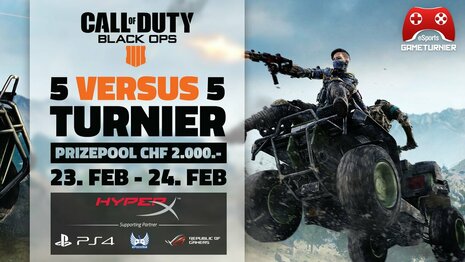 CALL OF DUTY
BLACK OPS
IIII
5 VERSUS 5
TURNIER
PRIZEPOOL CHF 2.000.-
23. FEB - 24. FEB
HYPERX
Supporting Partner
PS4
REPUBLIC OF
GAMERS
eSports
GAMETURNIER